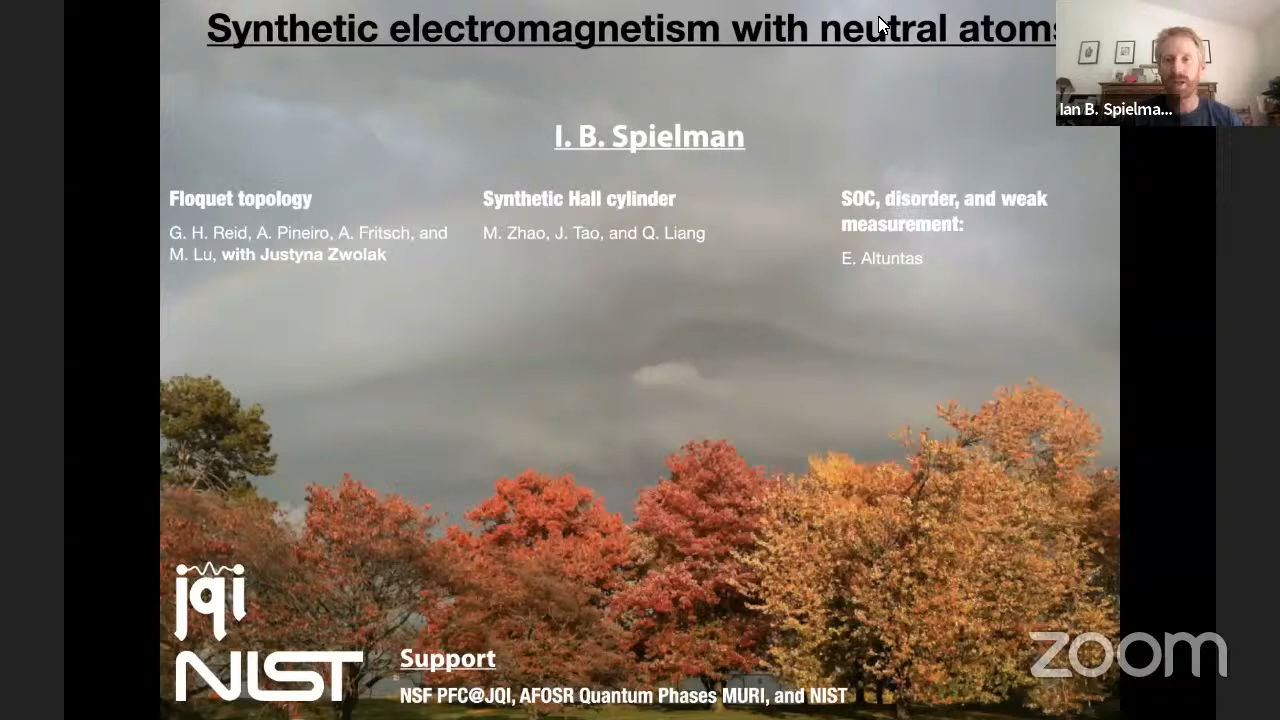 Synthetic electromagnetism with neutral atoms
Ian B. Spielma...
I. B. Spielman
Floquet topology
G. H. Reid, A. Pineiro, A. Fritsch, and
M. Lu, with Justyna Zwolak
Synthetic Hall cylinder
M. Zhao, J. Tao, and Q. Liang
SOC, disorder, and weak
measurement:
E. Altuntas
jqi
NIST
Support
NSF PFC@JQI, AFOSR Quantum Phases MURI, and NIST
zoom